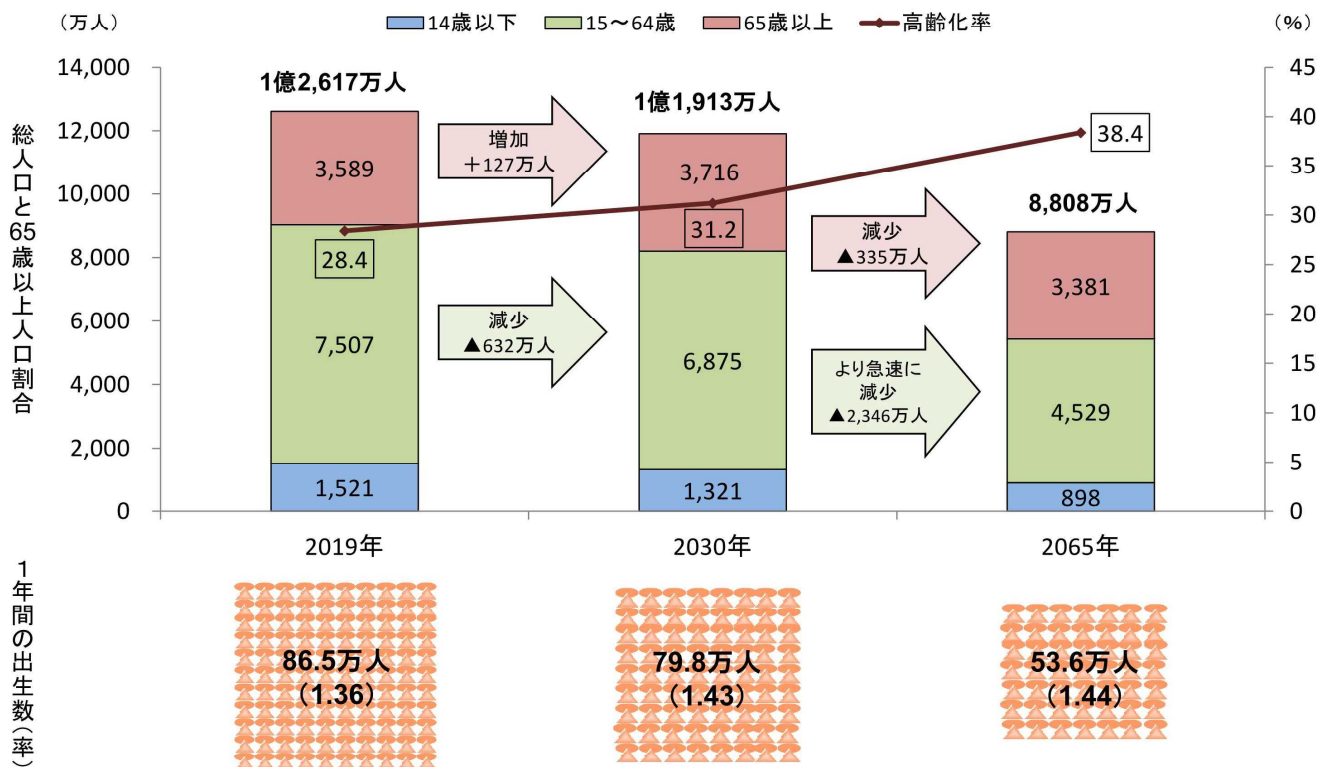 (万人)
14歳以下 15～64歳 65歳以上 高齢化率
(%)
総人口と65歳以上人口割合
14,000
12,000
10,000
8,000
6,000
4,000
2,000
0
45
40
35
30
25
20
15
10
5
0
1億2,617万人
3,589
28.4
7,507
1,521
増加
＋127万人
減少
▲632万人
1億1,913万人
3,716
31.2
6,875
1,321
減少
▲335万人
より急速に
減少
▲2,346万人
38.4
8,808万人
3,381
4,529
898
2019年 2030年 2065年
1年間の出生数(率)
86.5万人
(1.36)
79.8万人
(1.43)
53.6万人
(1.44)